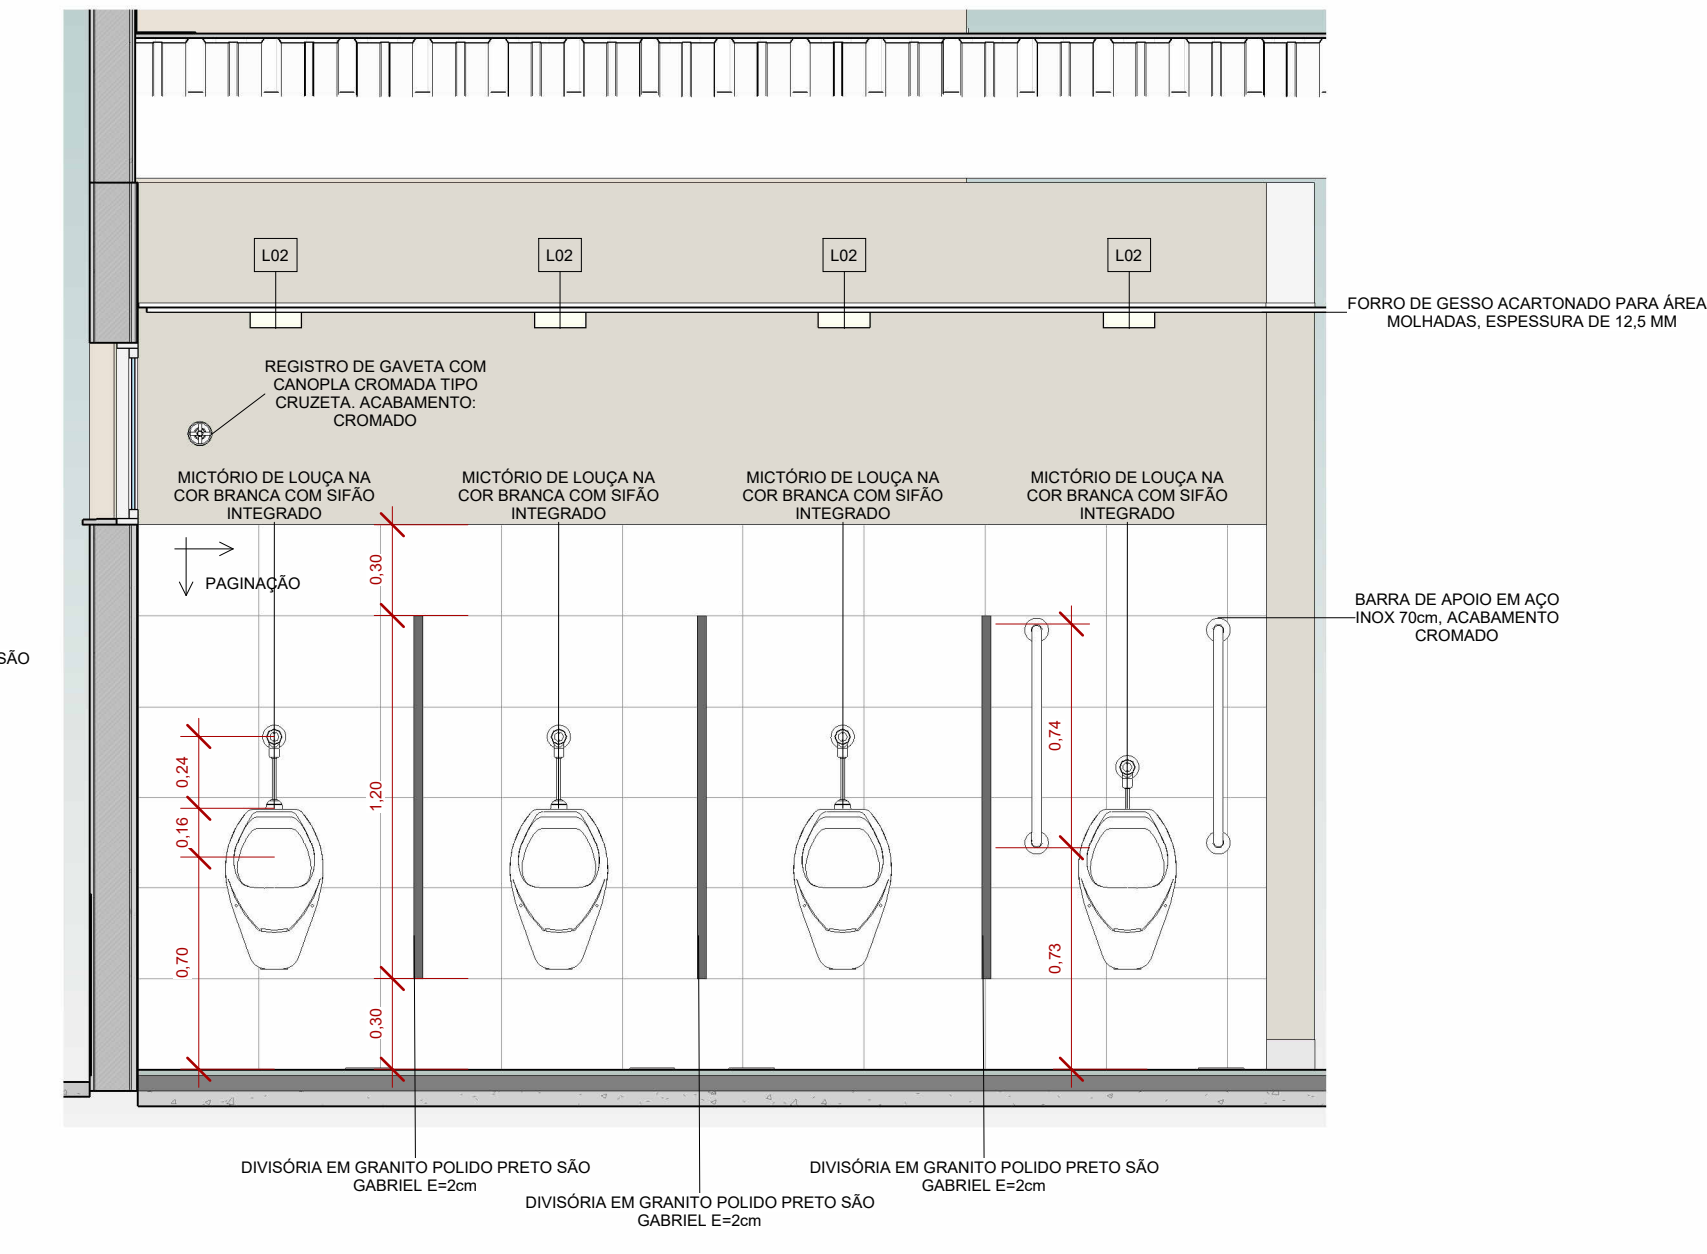 L02
L02
L02
L02
FORRO DE GESSO ACARTONADO PARA ÁREA
MOLHADAS, ESPESSURA DE 12,5 MM
REGISTRO DE GAVETA COM
CANOPLA CROMADA TIPO
CRUZETA. ACABAMENTO:
CROMADO
MICTÓRIO DE LOUÇA NA
COR BRANCA COM SIFÃO
INTEGRADO
MICTÓRIO DE LOUÇA NA
COR BRANCA COM SIFÃO
INTEGRADO
MICTÓRIO DE LOUÇA NA
COR BRANCA COM SIFÃO
INTEGRADO
MICTÓRIO DE LOUÇA NA
COR BRANCA COM SIFÃO
INTEGRADO
PAGINAÇÃO
0,30
BARRA DE APOIO EM AÇO
INOX 70cm, ACABAMENTO
CROMADO
SÃO
0,24
0,16
0,70
1,20
0,30
0,74
0,73
DIVISÓRIA EM GRANITO POLIDO PRETO SÃO
GABRIEL E=2cm
DIVISÓRIA EM GRANITO POLIDO PRETO SÃO
GABRIEL E=2cm
DIVISÓRIA EM GRANITO POLIDO PRETO SÃO
GABRIEL E=2cm